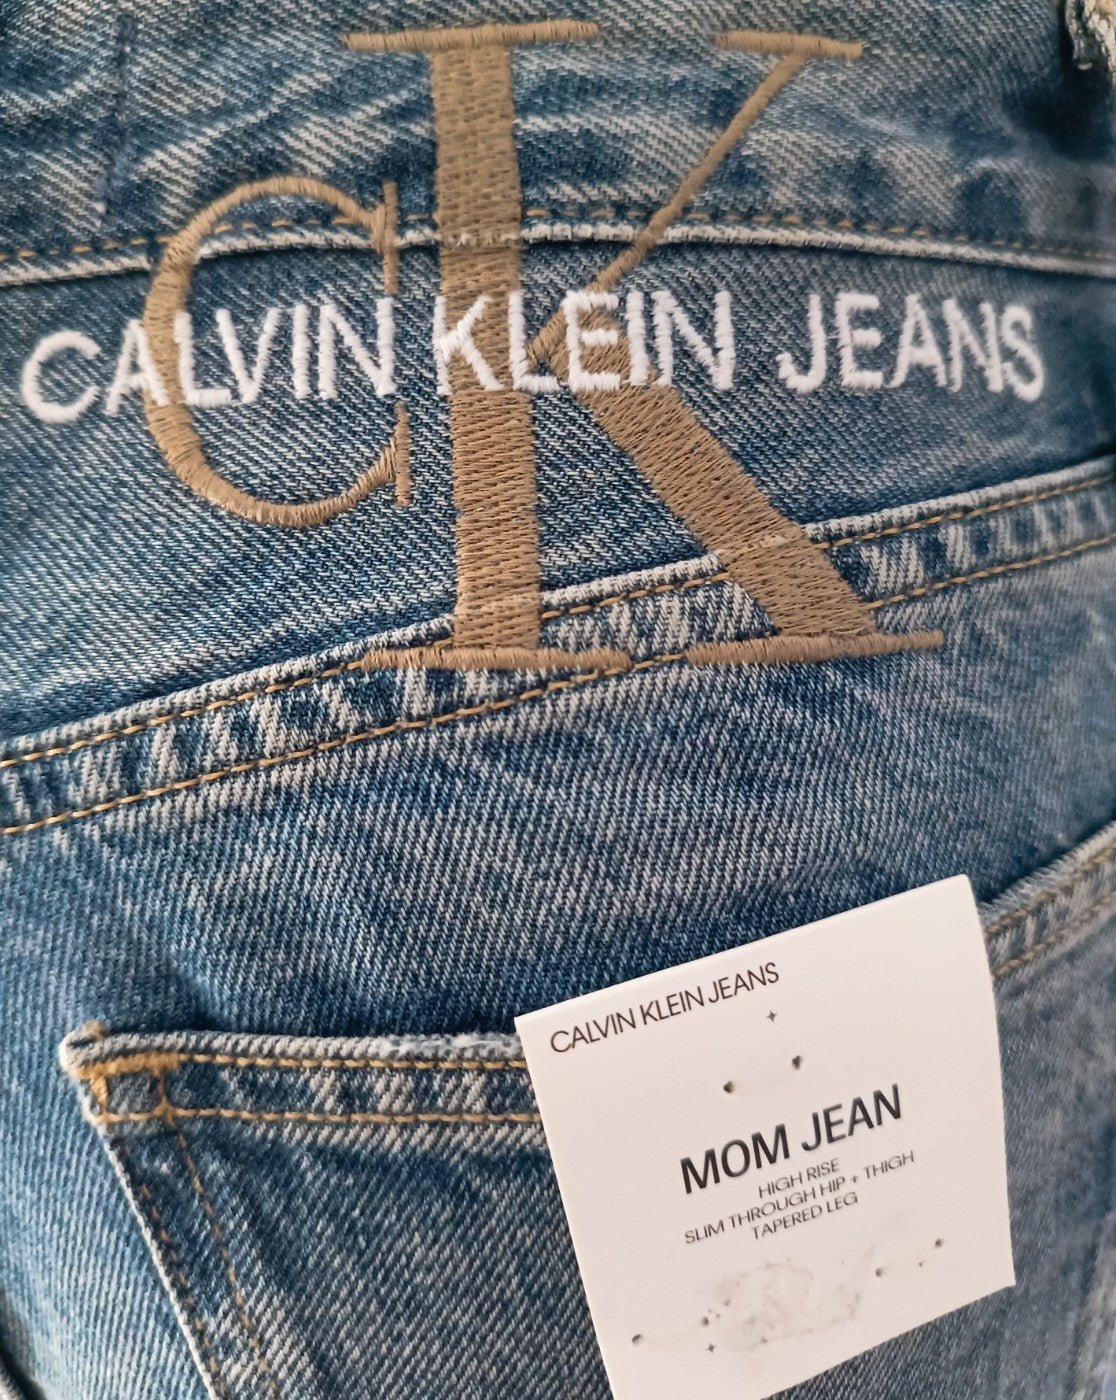 CK
CALVIN KLEIN JEANS
CALVIN KLEIN JEANS
MOM JEAN
HIGH RISE
SLIM THROUGH HIP + THIGH
TAPERED LEG